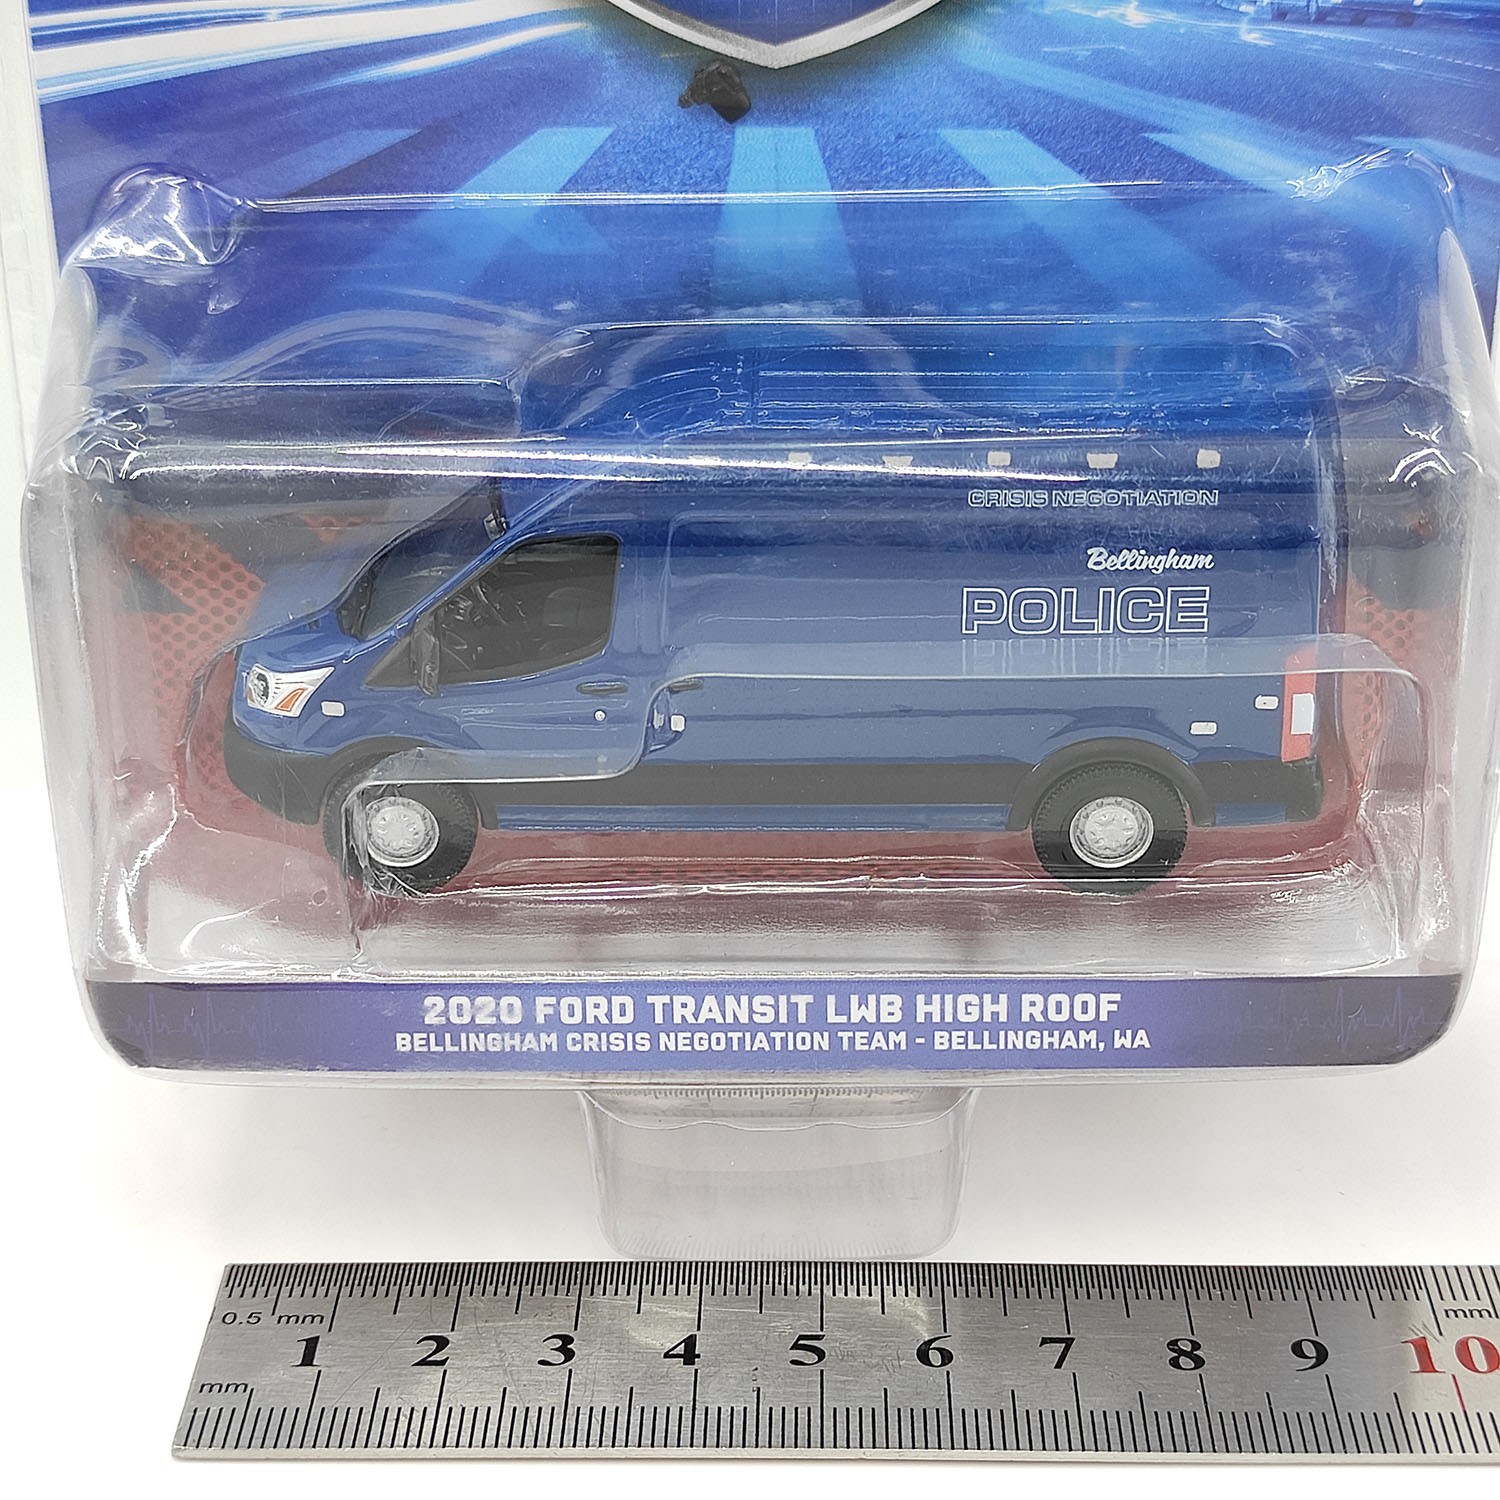 CRISIS NEGOTIATION
Bellingham
POLICE
2020 FORD TRANSIT LWB HIGH ROOF
BELLINGHAM CRISIS NEGOTIATION TEAM - BELLINGHAM, WA
0.5 mm
mm
1 2 3 4 5 6 7 8 9 10
mm